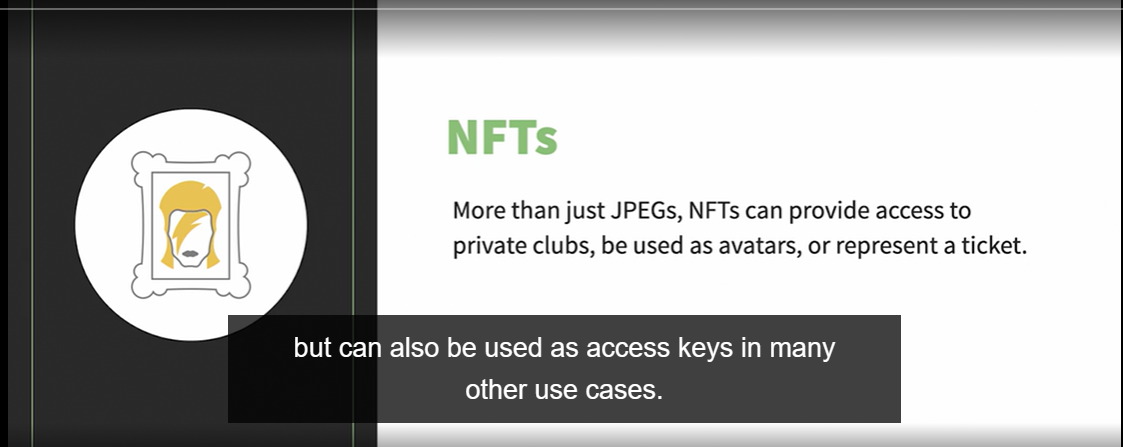 NFTs
More than just JPEGs, NFTs can provide access to
private clubs, be used as avatars, or represent a ticket.
but can also be used as access keys in many
other use cases.